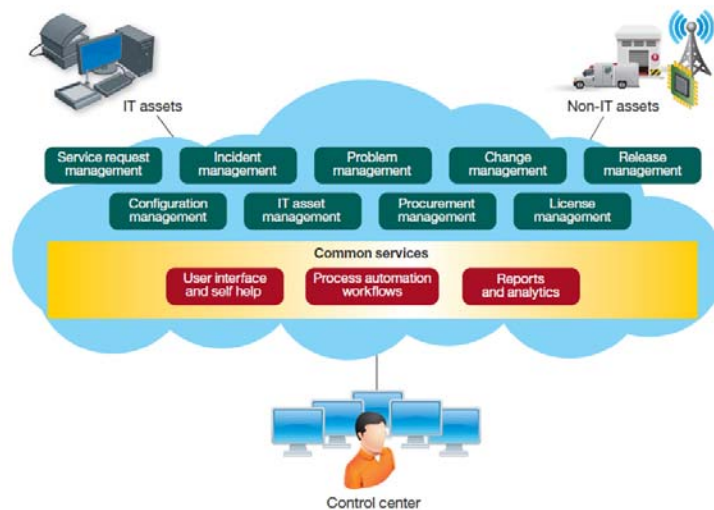 IT assets
Non-IT assets
Service request
management
Incident
management
Problem
management
Change
management
Release
management
Configuration
management
IT asset
management
Procurement
management
License
management
Common services
User interface
and self help
Process automation
workflows
Reports
and analytics
Control center